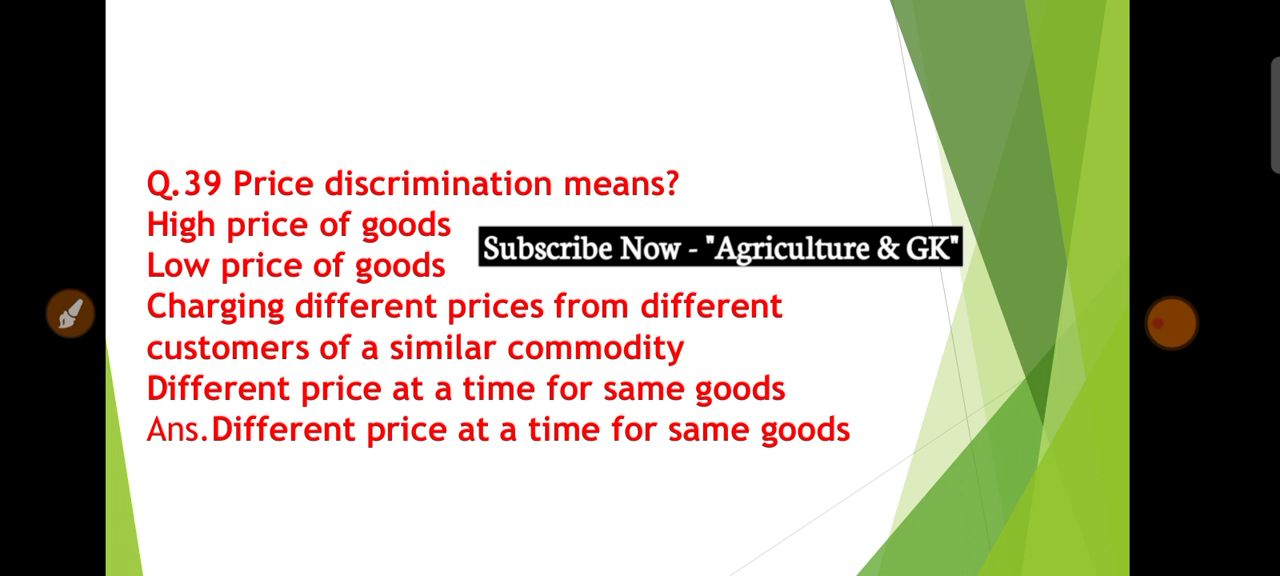 Q.39 Price discrimination means?
High price of goods
Subscribe Now - "Agriculture & GK"
Low price of goods
Charging different prices from different
customers of a similar commodity
Different price at a time for same goods
Ans.Different price at a time for same goods